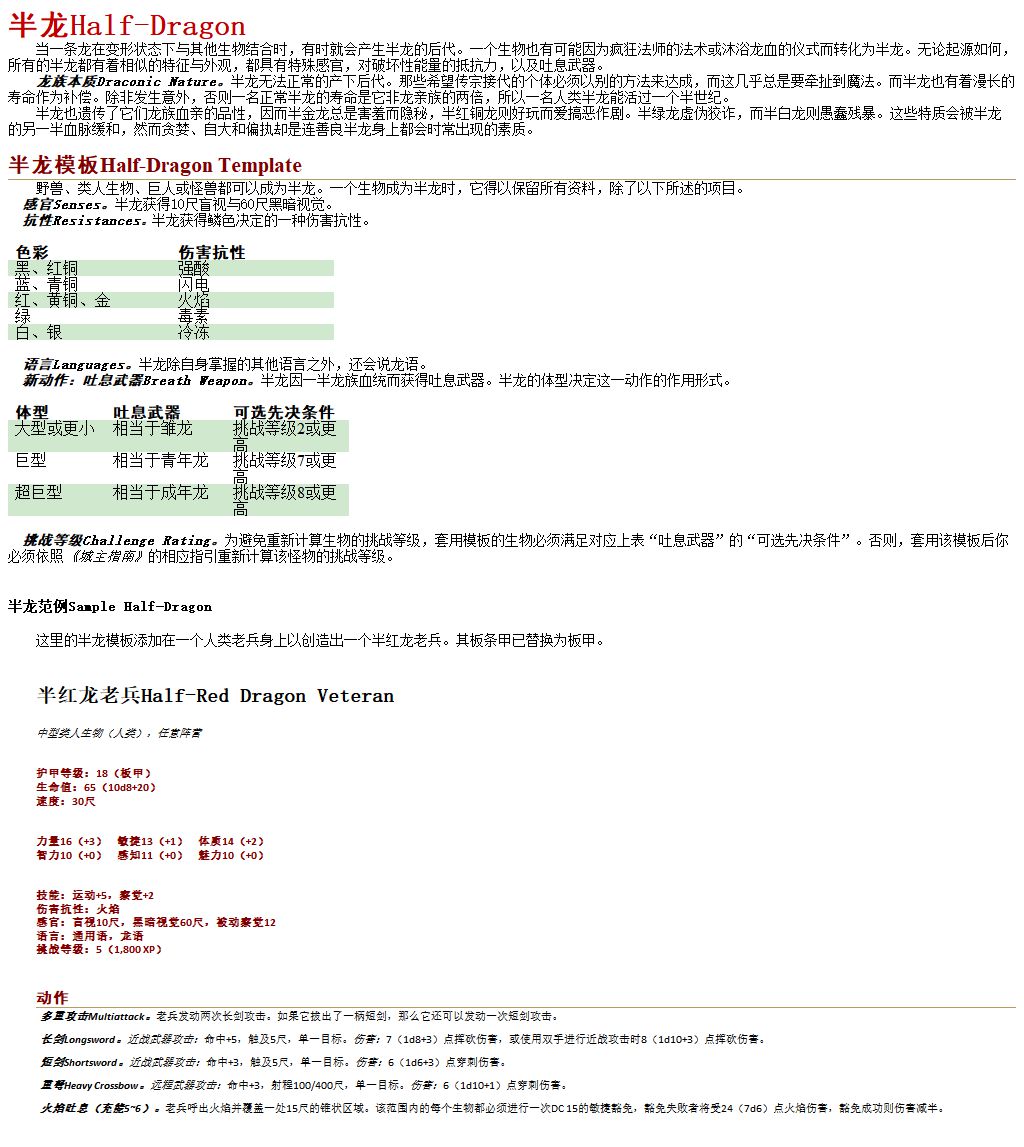 半龙Half-Dragon
当一条龙在变形状态下与其他生物结合时，有时就会产生半龙的后代。一个生物也有可能因为疯狂法师的法术或沐浴龙血的仪式而转化为半龙。无论起源如何，
所有的半龙都有着相似的特征与外观，都具有特殊感官，对破坏性能量的抵抗力，以及吐息武器。
龙族本质Draconic Nature。半龙无法正常的产下后代。那些希望传宗接代的个体必须以别的方法来达成，而这几乎总是要牵扯到魔法。而半龙也有着漫长的
寿命作为补偿。除非发生意外，否则一名正常半龙的寿命是它非龙亲族的两倍，所以一名人类半龙能活过一个半世纪。
半龙也遗传了它们龙族血亲的品性，因而半金龙总是害羞而隐秘，半红铜龙则好玩而爱搞恶作剧。半绿龙虚伪狡诈，而半白龙则愚蠢残暴。这些特质会被半龙
的另一半血脉缓和，然而贪婪、自大和偏执却是连善良半龙身上都会时常出现的素质。
半龙模板Half-Dragon Template
野兽、类人生物、巨人或怪兽都可以成为半龙。一个生物成为半龙时，它得以保留所有资料，除了以下所述的项目。
感官Senses。半龙获得10尺盲视与60尺黑暗视觉。
抗性Resistances。半龙获得鳞色决定的一种伤害抗性。
色彩 伤害抗性
黑、红铜 强酸
蓝、青铜 闪电
红、黄铜、金 火焰
绿 毒素
白、银 冷冻
语言Languages。半龙除自身掌握的其他语言之外，还会说龙语。
新动作：吐息武器Breath Weapon。半龙因一半龙族血统而获得吐息武器。半龙的体型决定这一动作的作用形式。
体型 吐息武器 可选先决条件
大型或更小 相当于雏龙 挑战等级2或更
高
巨型 相当于青年龙 挑战等级7或更
高
超巨型 相当于成年龙 挑战等级8或更
高
挑战等级Challenge Rating。为避免重新计算生物的挑战等级，套用模板的生物必须满足对应上表“吐息武器”的“可选先决条件”。否则，套用该模板后你
必须依照《城主指南》的相应指引重新计算该怪物的挑战等级。
半龙范例Sample Half-Dragon
这里的半龙模板添加在一个人类老兵身上以创造出一个半红龙老兵。其板条甲已替换为板甲。
半红龙老兵Half-Red Dragon Veteran
中型类人生物（人类），任意阵营
护甲等级：18（板甲）
生命值：65（10d8+20）
速度：30尺
力量16（+3） 敏捷13（+1） 体质14（+2）
智力10（+0） 感知11（+0） 魅力10（+0）
技能：运动+5，察觉+2
伤害抗性：火焰
感官：盲视10尺，黑暗视觉60尺，被动察觉12
语言：通用语，龙语
挑战等级：5（1,800 XP）
动作
多重攻击Multiattack。老兵发动两次长剑攻击。如果它拔出了一柄短剑，那么它还可以发动一次短剑攻击。
长剑Longsword。近战武器攻击：命中+5，触及5尺，单一目标。伤害：7（1d8+3）点挥砍伤害，或使用双手进行近战攻击时8（1d10+3）点挥砍伤害。
短剑Shortsword。近战武器攻击：命中+3，触及5尺，单一目标。伤害：6（1d6+3）点穿刺伤害。
重弩Heavy Crossbow。远程武器攻击：命中+3，射程100/400尺，单一目标。伤害：6（1d10+1）点穿刺伤害。
火焰吐息（充能5~6）。老兵呼出火焰并覆盖一处15尺的锥状区域。该范围内的每个生物都必须进行一次DC 15的敏捷豁免，豁免失败者将受24（7d6）点火焰伤害，豁免成功则伤害减半。